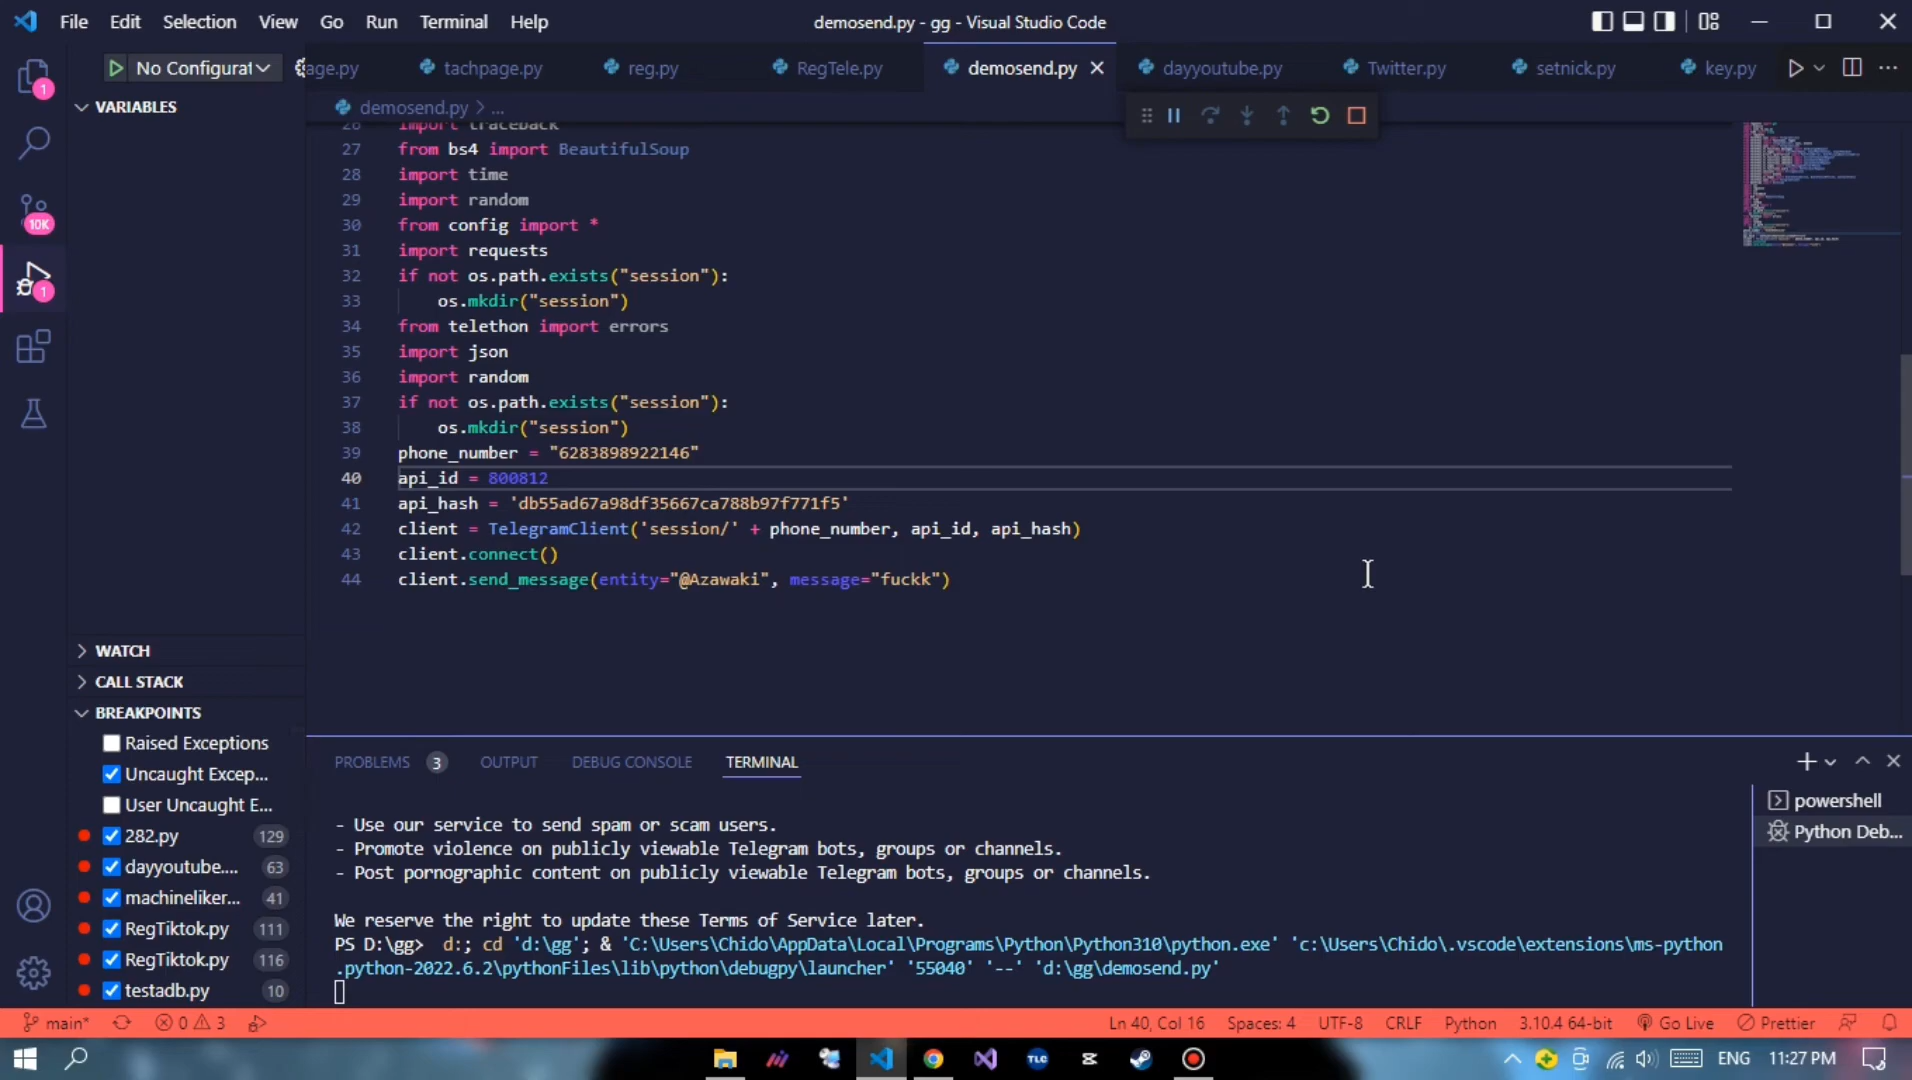 File Edit Selection View Go Run Terminal Help
demosend.py - gg - Visual Studio Code
No Configurat
age.py
tachpage.py
reg.py
RegTele.py
demosend.py
dayyoutube.py
Twitter.py
setnick.py
key.py
VARIABLES
demosend.py > ...
26 import traceback
27 from bs4 import BeautifulSoup
28 import time
29 import random
30 from config import *
31 import requests
32 if not os.path.exists("session"):
33 os.mkdir("session")
34 from telethon import errors
35 import json
36 import random
37 if not os.path.exists("session"):
38 os.mkdir("session")
39 phone_number = "6283898922146"
40 api_id = 800812
41 api_hash = 'db55ad67a98df35667ca788b97f771f5'
42 client = TelegramClient('session/' + phone_number, api_id, api_hash)
43 client.connect()
44 client.send_message(entity="@Azawaki", message="fuckk")
1
10K
1
WATCH
CALL STACK
BREAKPOINTS
Raised Exceptions
Uncaught Excep...
User Uncaught E...
282.py 129
dayyoutube.... 63
machineliker... 41
RegTiktok.py 111
RegTiktok.py 116
testadb.py 10
PROBLEMS 3 OUTPUT DEBUG CONSOLE TERMINAL
- Use our service to send spam or scam users.
- Promote violence on publicly viewable Telegram bots, groups or channels.
- Post pornographic content on publicly viewable Telegram bots, groups or channels.
We reserve the right to update these Terms of Service later.
PS D:\gg> d:; cd 'd:\gg'; & 'C:\Users\Chido\AppData\Local\Programs\Python\Python310\python.exe' 'c:\Users\Chido\.vscode\extensions\ms-python
.python-2022.6.2\pythonFiles\lib\python\debugpy\launcher' '55040' '--' 'd:\gg\demosend.py'
powershell
Python Deb...
main* 0 3
Ln 40, Col 16 Spaces: 4 UTF-8 CRLF Python 3.10.4 64-bit Go Live Prettier
TLC
ENG 11:27 PM